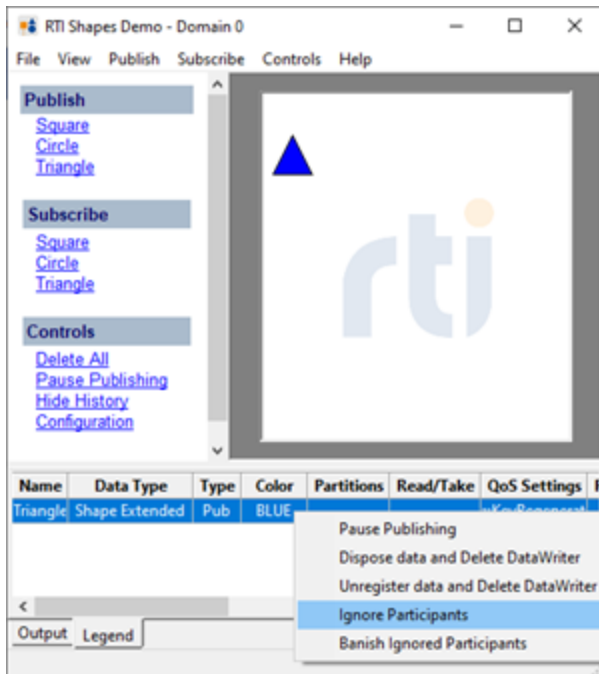 RTI Shapes Demo - Domain 0
File View Publish Subscribe Controls Help
Publish
Square
Circle
Triangle
Subscribe
Square
Circle
Triangle
Controls
Delete All
Pause Publishing
Hide History
Configuration
rti
Name Data Type Type Color Partitions Read/Take QoS Settings
Triangle Shape Extended Pub BLUE
Pause Publishing
Dispose data and Delete DataWriter
Unregister data and Delete DataWriter
Ignore Participants
Banish Ignored Participants
Output Legend